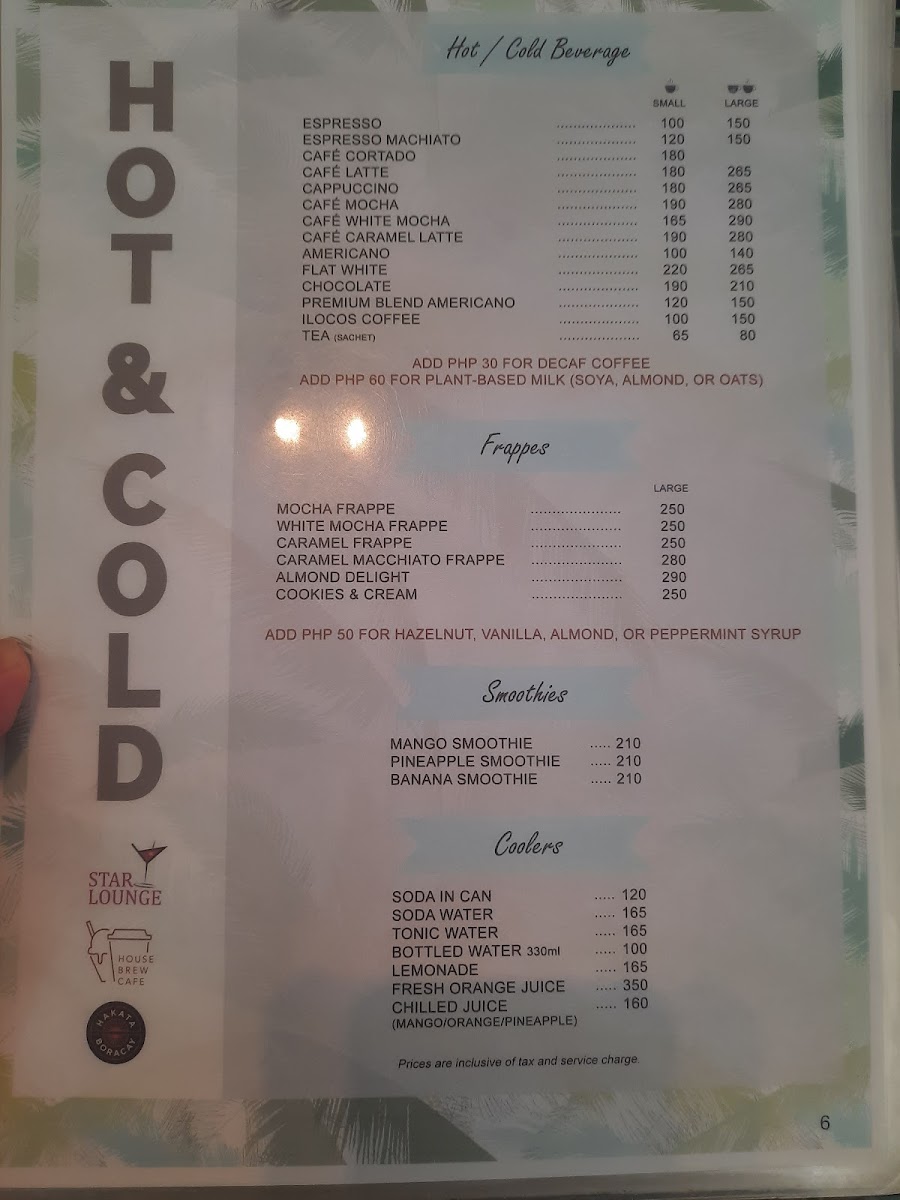 HOT & COLD
Hot / Cold Beverage
SMALL LARGE
ESPRESSO ................... 100 150
ESPRESSO MACHIATO ................... 120 150
CAFÉ CORTADO ................... 180
CAFÉ LATTE ................... 180 265
CAPPUCCINO ................... 180 265
CAFÉ MOCHA ................... 190 280
CAFÉ WHITE MOCHA ................... 165 290
CAFÉ CARAMEL LATTE ................... 190 280
AMERICANO ................... 100 140
FLAT WHITE ................... 220 265
CHOCOLATE ................... 190 210
PREMIUM BLEND AMERICANO ................... 120 150
ILOCOS COFFEE ................... 100 150
TEA (SACHET) ................... 65 80
ADD PHP 30 FOR DECAF COFFEE
ADD PHP 60 FOR PLANT-BASED MILK (SOYA, ALMOND, OR OATS)
Frappes
LARGE
MOCHA FRAPPE ..................... 250
WHITE MOCHA FRAPPE ..................... 250
CARAMEL FRAPPE ..................... 250
CARAMEL MACCHIATO FRAPPE ..................... 280
ALMOND DELIGHT ..................... 290
COOKIES & CREAM ..................... 250
ADD PHP 50 FOR HAZELNUT, VANILLA, ALMOND, OR PEPPERMINT SYRUP
Smoothies
MANGO SMOOTHIE ..... 210
PINEAPPLE SMOOTHIE ..... 210
BANANA SMOOTHIE ..... 210
Coolers
SODA IN CAN ..... 120
SODA WATER ..... 165
TONIC WATER ..... 165
BOTTLED WATER 330ml ..... 100
LEMONADE ..... 165
FRESH ORANGE JUICE ..... 350
CHILLED JUICE ..... 160
(MANGO/ORANGE/PINEAPPLE)
Prices are inclusive of tax and service charge.
STAR
LOUNGE
HOUSE
BREW
CAFE
HAKATA
BORACAY
6